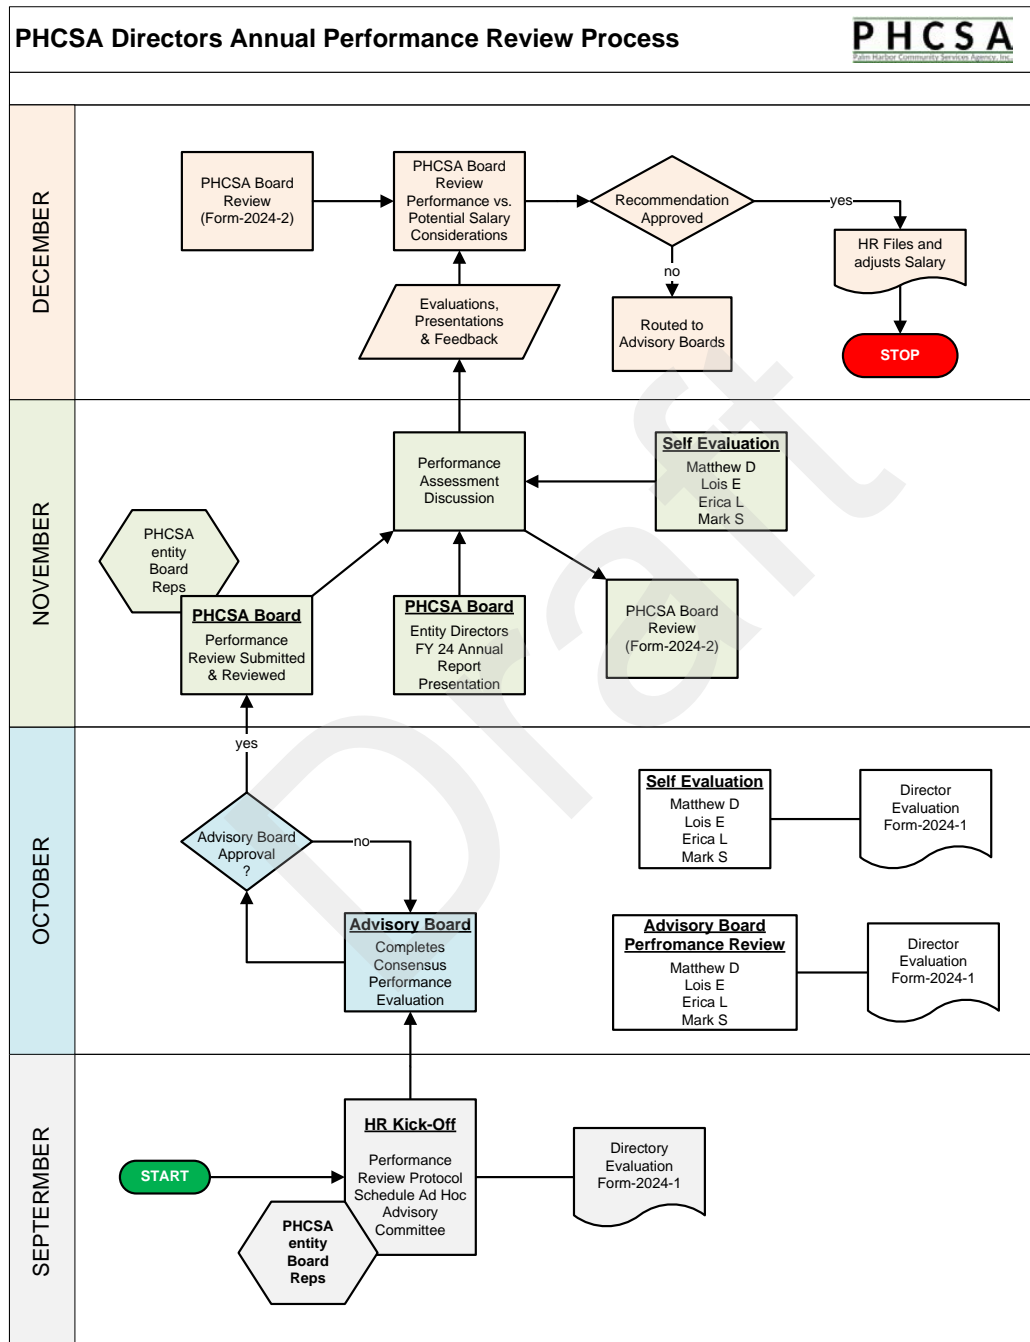 PHCSA Directors Annual Performance Review Process
PHCSA
Palm Harbor Community Services Agency, Inc.
DECEMBER
PHCSA Board
Review
(Form-2024-2)
PHCSA Board
Review
Performance vs.
Potential Salary
Considerations
Recommendation
Approved
yes
no
HR Files and
adjusts Salary
Evaluations,
Presentations
& Feedback
Routed to
Advisory Boards
STOP
NOVEMBER
Performance
Assessment
Discussion
Self Evaluation
Matthew D
Lois E
Erica L
Mark S
PHCSA
entity
Board
Reps
PHCSA Board
Performance
Review Submitted
& Reviewed
PHCSA Board
Entity Directors
FY 24 Annual
Report
Presentation
PHCSA Board
Review
(Form-2024-2)
OCTOBER
yes
Advisory Board
Approval
?
no
Advisory Board
Completes
Consensus
Performance
Evaluation
Self Evaluation
Matthew D
Lois E
Erica L
Mark S
Director
Evaluation
Form-2024-1
Advisory Board
Perfromance Review
Matthew D
Lois E
Erica L
Mark S
Director
Evaluation
Form-2024-1
SEPTERMBER
START
HR Kick-Off
Performance
Review Protocol
Schedule Ad Hoc
Advisory
Committee
PHCSA
entity
Board
Reps
Directory
Evaluation
Form-2024-1
Draft